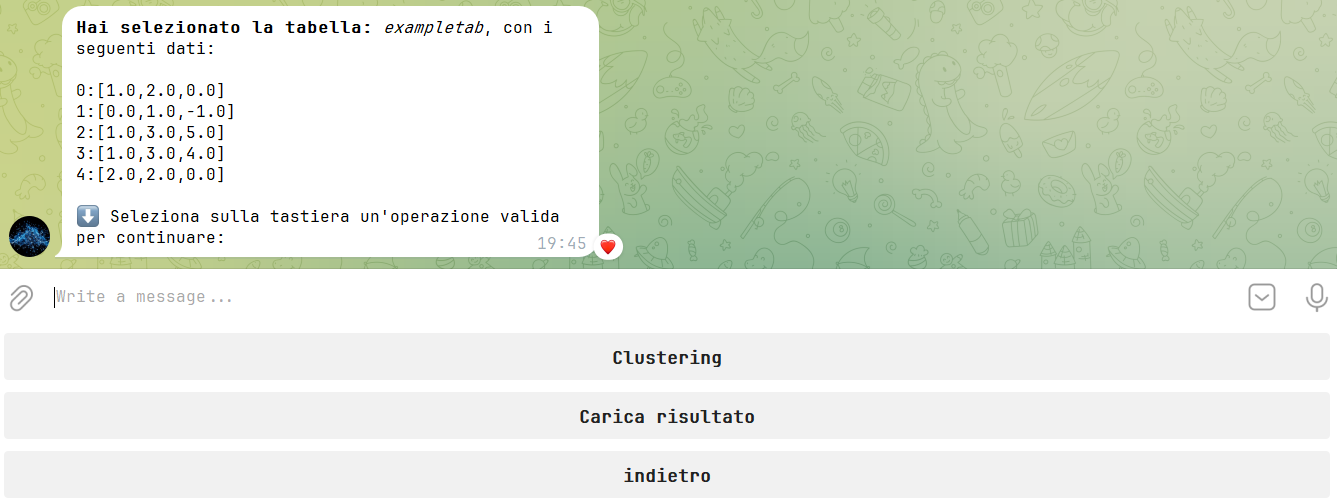 Hai selezionato la tabella: exampletab, con i
seguenti dati:
0:[1.0,2.0,0.0]
1:[0.0,1.0,-1.0]
2:[1.0,3.0,5.0]
3:[1.0,3.0,4.0]
4:[2.0,2.0,0.0]
⬇️ Seleziona sulla tastiera un'operazione valida
per continuare:
19:45
Write a message...
Clustering
Carica risultato
indietro